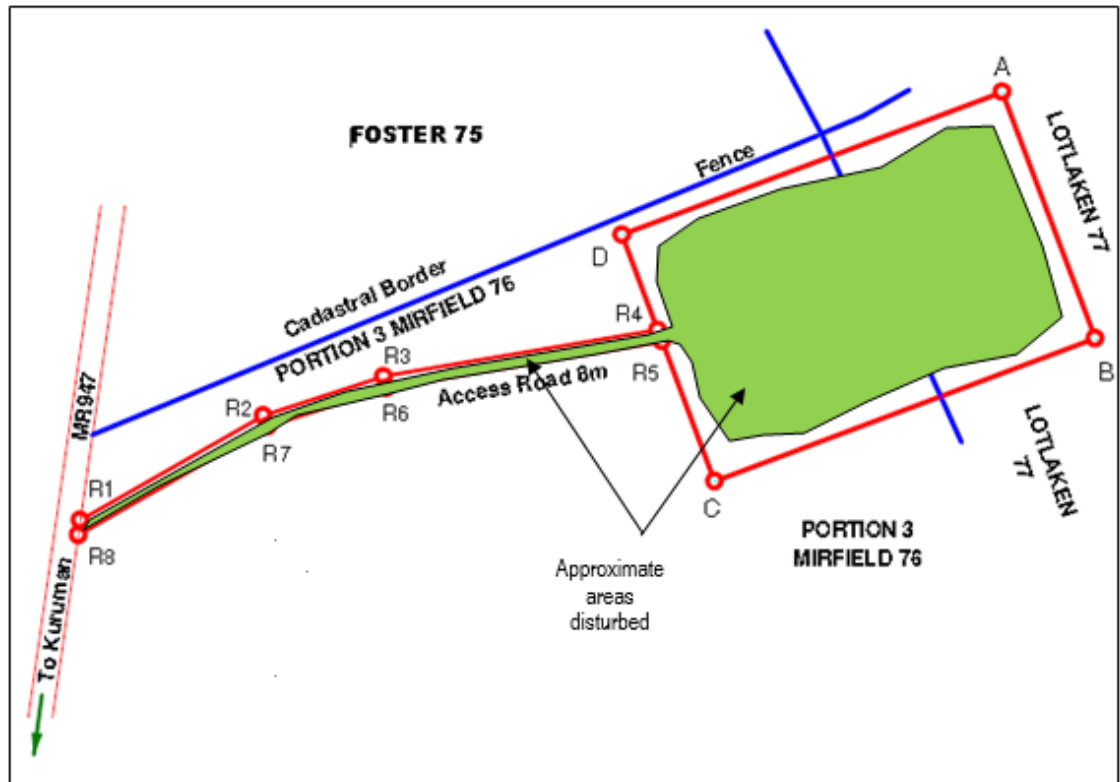 A
FOSTER 75
LOTLAKEN 77
Fence
D
Cadastral Border
PORTION 3 MIRFIELD 76
R4
R3
R5
B
MR947
Access Road 8m
R2
R6
R7
LOTLAKEN
77
C
R1
PORTION 3
MIRFIELD 76
R8
Approximate
areas
disturbed
To Kuruman